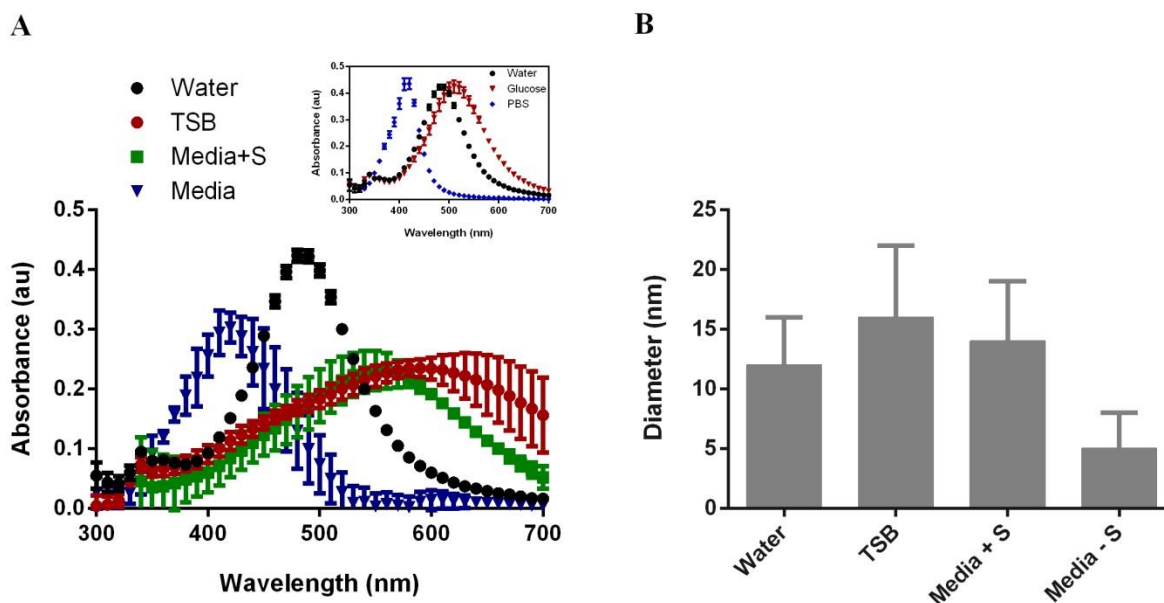 A
Water
TSB
Media+S
Media
0.5
0.4
0.3
0.2
0.1
0.0
Absorbance (au)
300
400
500
600
700
Wavelength (nm)
Water
Glucose
PBS
0.5
0.4
0.3
0.2
0.1
0.0
Absorbance (au)
300
400
500
600
700
Wavelength (nm)
B
25
20
15
10
5
0
Diameter (nm)
Water
TSB
Media + S
Media - S